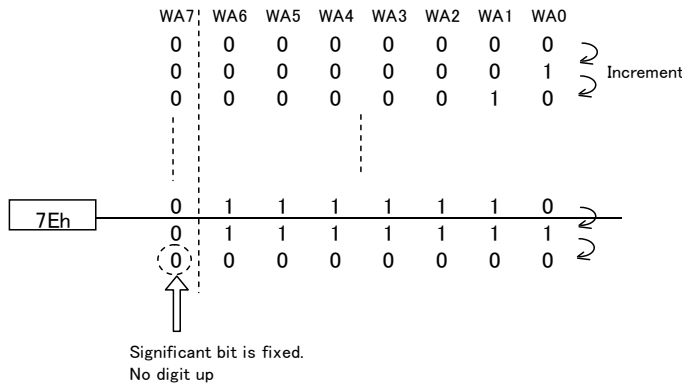 WA7 WA6 WA5 WA4 WA3 WA2 WA1 WA0
0 0 0 0 0 0 0 0
0 0 0 0 0 0 0 1 Increment
0 0 0 0 0 0 1 0
0 1 1 1 1 1 1 0
7Eh
0 1 1 1 1 1 1 1
0 0 0 0 0 0 0 0
Significant bit is fixed.
No digit up